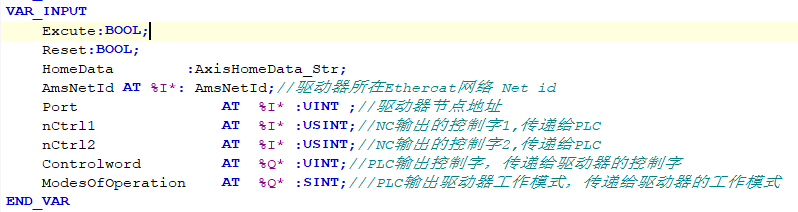 VAR_INPUT
Excute:BOOL;
Reset:BOOL;
HomeData :AxisHomeData_Str;
AmsNetId AT %I*: AmsNetId;//驱动器所在Ethercat网络 Net id
Port AT %I* :UINT ;//驱动器节点地址
nCtrl1 AT %I* :USINT;//NC输出的控制字1,传递给PLC
nCtrl2 AT %I* :USINT;//NC输出的控制字2,传递给PLC
Controlword AT %Q* :UINT;//PLC输出控制字，传递给驱动器的控制字
ModesOfOperation AT %Q* :SINT;///PLC输出驱动器工作模式，传递给驱动器的工作模式
END_VAR